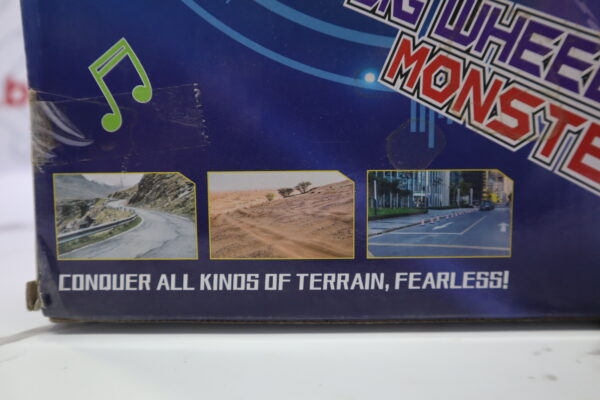 BIG WHEEL
MONSTE
CONQUER ALL KINDS OF TERRAIN, FEARLESS!